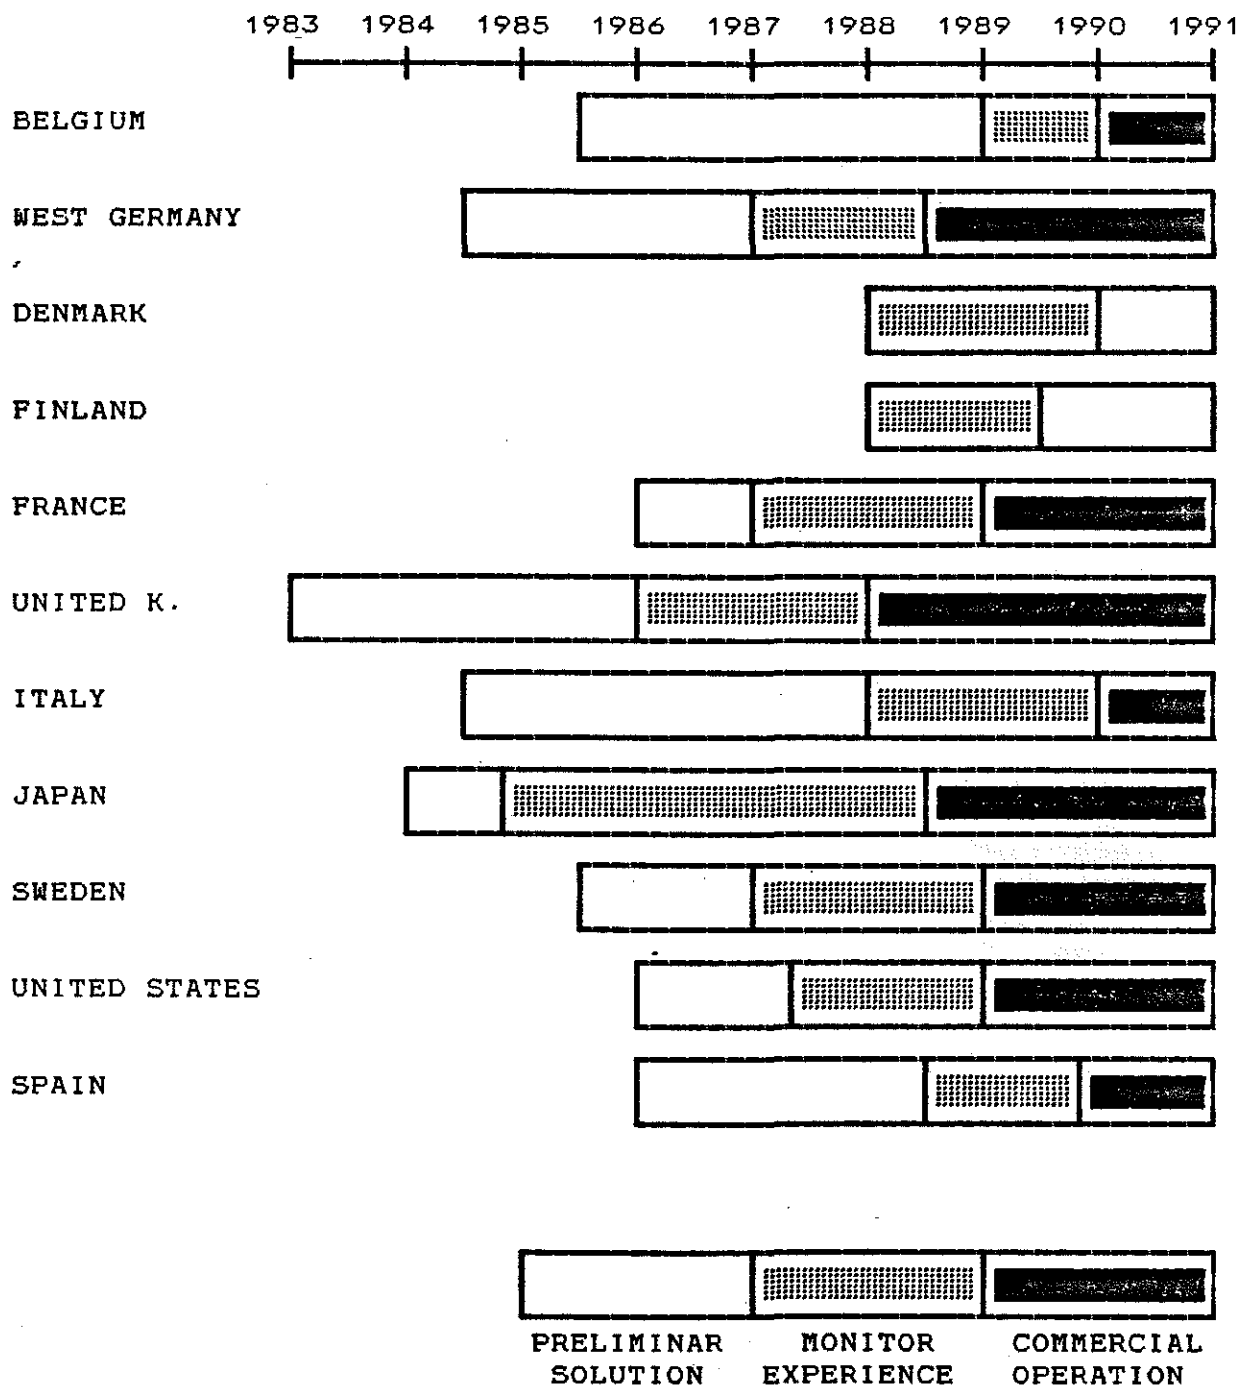 1983 1984 1985 1986 1987 1988 1989 1990 1991
BELGIUM
WEST GERMANY
DENMARK
FINLAND
FRANCE
UNITED K.
ITALY
JAPAN
SWEDEN
UNITED STATES
SPAIN
PRELIMINAR MONITOR COMMERCIAL
SOLUTION EXPERIENCE OPERATION